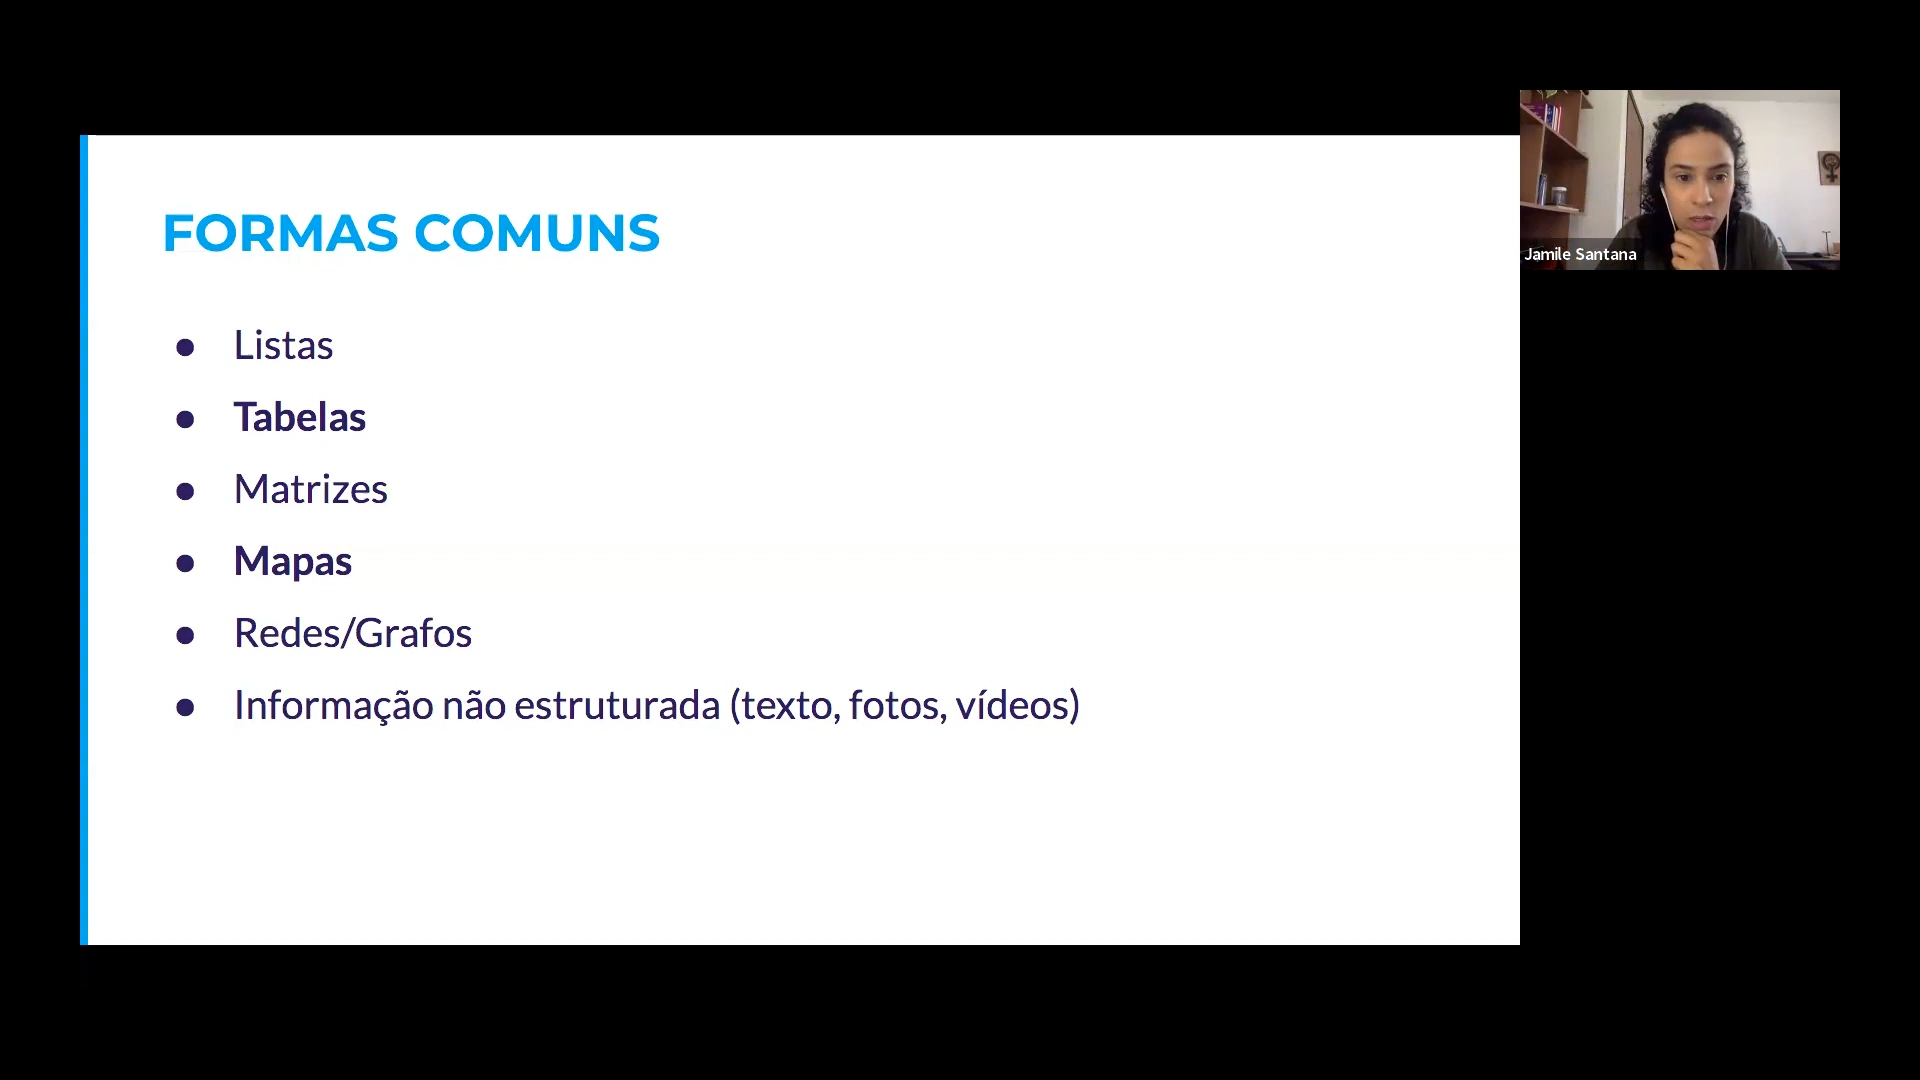 FORMAS COMUNS
● Listas
● Tabelas
● Matrizes
● Mapas
● Redes/Grafos
● Informação não estruturada (texto, fotos, vídeos)
Jamile Santana